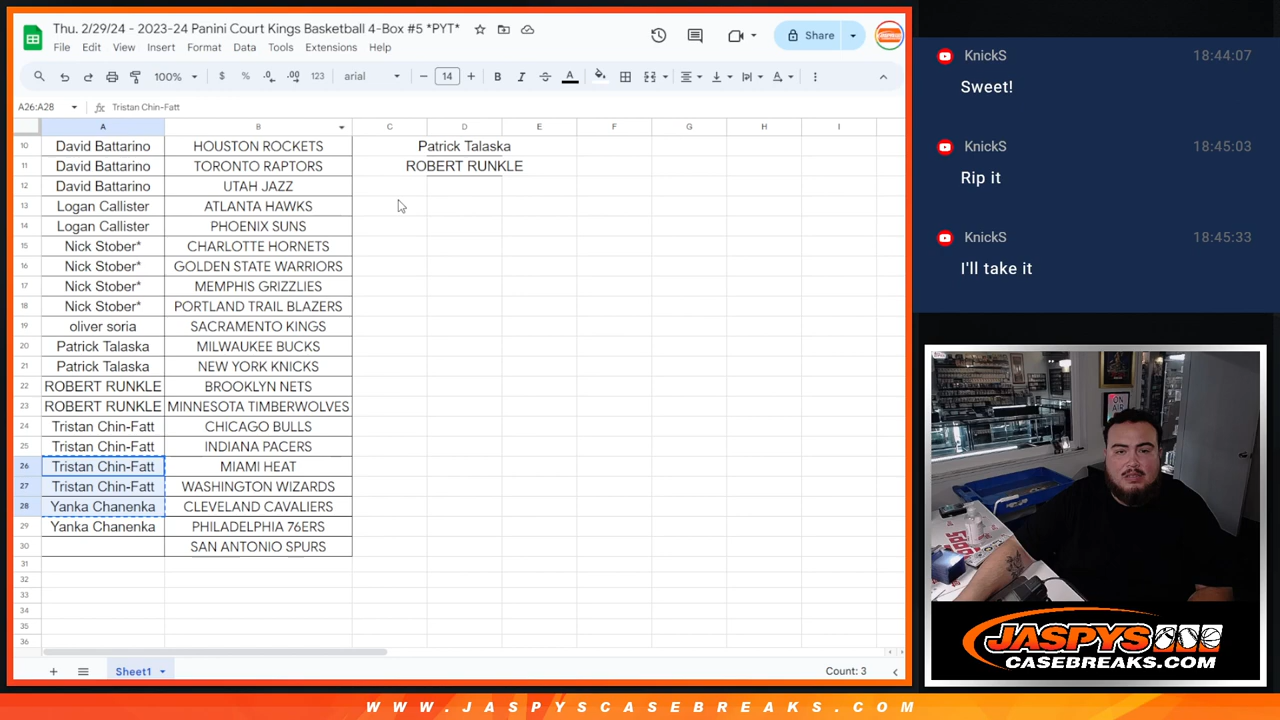 Thu. 2/29/24 - 2023-24 Panini Court Kings Basketball 4-Box #5 *PYT*
File Edit View Insert Format Data Tools Extensions Help
Share
100% $ % .0 .00 123 arial 14 B I S A
A26:A28 fx Tristan Chin-Fatt
A B C D E F G H I
10 David Battarino HOUSTON ROCKETS Patrick Talaska
11 David Battarino TORONTO RAPTORS ROBERT RUNKLE
12 David Battarino UTAH JAZZ
13 Logan Callister ATLANTA HAWKS
14 Logan Callister PHOENIX SUNS
15 Nick Stober* CHARLOTTE HORNETS
16 Nick Stober* GOLDEN STATE WARRIORS
17 Nick Stober* MEMPHIS GRIZZLIES
18 Nick Stober* PORTLAND TRAIL BLAZERS
19 oliver soria SACRAMENTO KINGS
20 Patrick Talaska MILWAUKEE BUCKS
21 Patrick Talaska NEW YORK KNICKS
22 ROBERT RUNKLE BROOKLYN NETS
23 ROBERT RUNKLE MINNESOTA TIMBERWOLVES
24 Tristan Chin-Fatt CHICAGO BULLS
25 Tristan Chin-Fatt INDIANA PACERS
26 Tristan Chin-Fatt MIAMI HEAT
27 Tristan Chin-Fatt WASHINGTON WIZARDS
28 Yanka Chanenka CLEVELAND CAVALIERS
29 Yanka Chanenka PHILADELPHIA 76ERS
30 SAN ANTONIO SPURS
31
32
33
34
35
36
Sheet1 Count: 3
KnickS 18:44:07
Sweet!
KnickS 18:45:03
Rip it
KnickS 18:45:33
I'll take it
ON AIR
JASPYS
CASEBREAKS.COM
WWW.JASPYSCASEBREAKS.COM